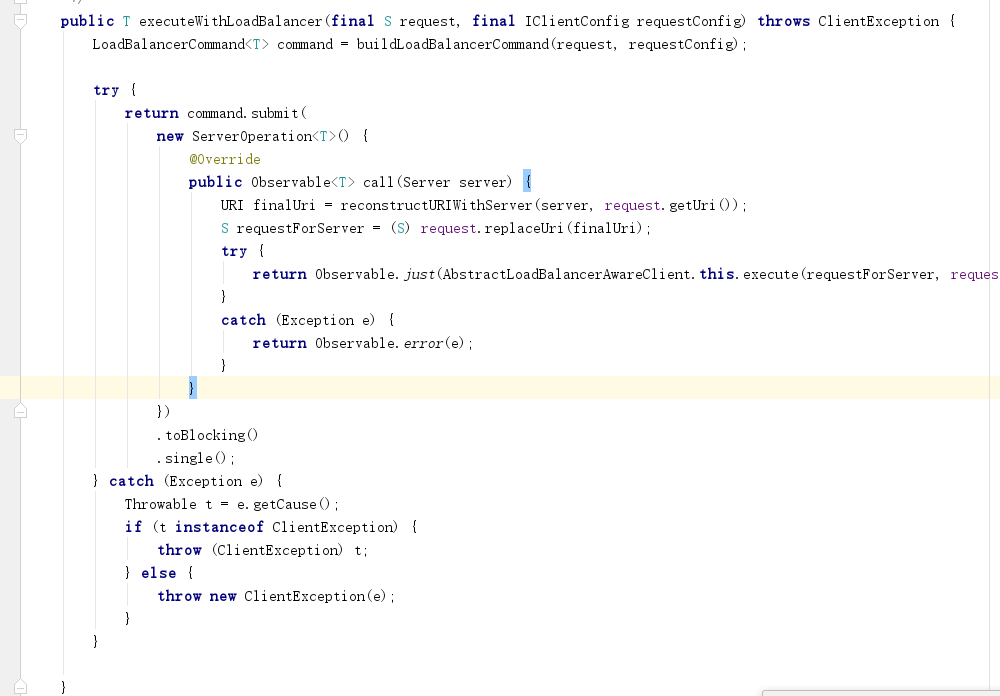 public T executeWithLoadBalancer(final S request, final IClientConfig requestConfig) throws ClientException {
    LoadBalancerCommand<T> command = buildLoadBalancerCommand(request, requestConfig);

    try {
        return command.submit(
            new ServerOperation<T>() {
                @Override
                public Observable<T> call(Server server) {
                    URI finalUri = reconstructURIWithServer(server, request.getUri());
                    S requestForServer = (S) request.replaceUri(finalUri);
                    try {
                        return Observable.just(AbstractLoadBalancerAwareClient.this.execute(requestForServer, reques
                    }
                    catch (Exception e) {
                        return Observable.error(e);
                    }
                }
            })
            .toBlocking()
            .single();
    } catch (Exception e) {
        Throwable t = e.getCause();
        if (t instanceof ClientException) {
            throw (ClientException) t;
        } else {
            throw new ClientException(e);
        }
    }

}